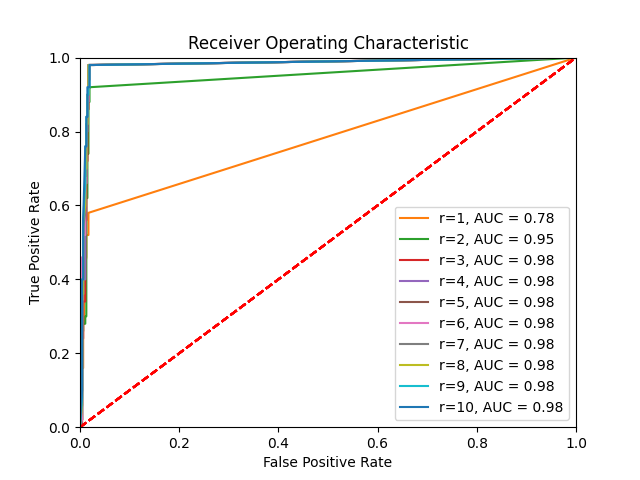 Receiver Operating Characteristic
True Positive Rate
1.0
0.8
0.6
0.4
0.2
0.0
r=1, AUC = 0.78
r=2, AUC = 0.95
r=3, AUC = 0.98
r=4, AUC = 0.98
r=5, AUC = 0.98
r=6, AUC = 0.98
r=7, AUC = 0.98
r=8, AUC = 0.98
r=9, AUC = 0.98
r=10, AUC = 0.98
0.0 0.2 0.4 0.6 0.8 1.0
False Positive Rate